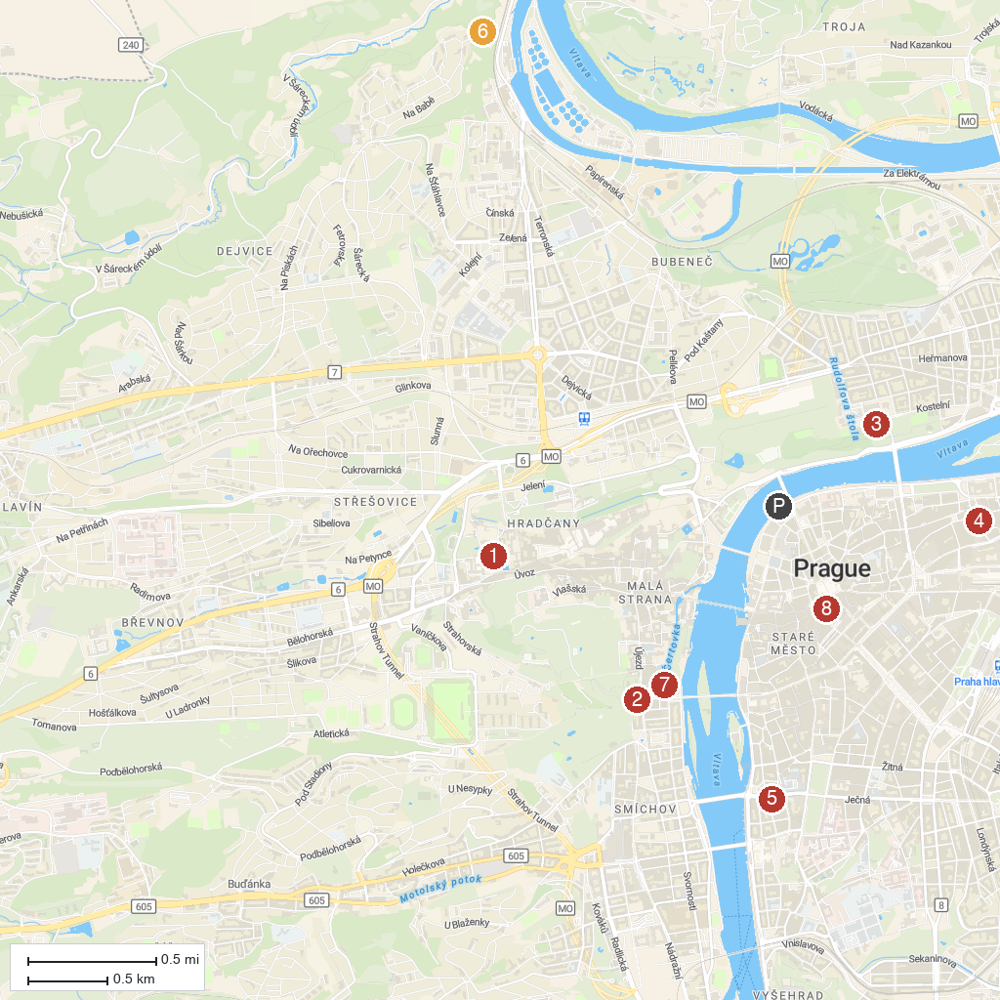 6
TROJA
Trojská
Nad Kazankou
240
Vltava
V Šáreckém údolí
Na Babě
Vodácká
MO
Za Elektrárnou
Papírenská
Na Šťáhlavce
Nebušická
Čínská
Terronská
Zelená
Petrovská
Šárecká
DEJVICE
V Šáreckém údolí
Na Pískách
Kolejní
BUBENEČ
MO
Nad Šárkou
Pod Kaštany
Pelléova
Heřmanova
7
Arabská
Glinkova
Dejvická
Rudolfova štola
MO
Kostelní
3
Slunná
Na Ořechovce
6
MO
Vltava
Cukrovarnická
Jelení
LAVÍN
STŘEŠOVICE
P
4
Sibeliova
HRADČANY
Na Petřinách
Na Petynce
1
Prague
Ankarská
Radimova
6
MO
Úvoz
Vlašská
MALÁ
STRANA
8
BŘEVNOV
Bělohorská
Strahov Tunnel
Vaníčkova
Strahovská
Čertovka
STARÉ
MĚSTO
Újezd
Šlikova
6
Praha hlav
7
2
Šultysova
U Ladronky
Hošťálkova
Tomanova
Atletická
Podbělohorská
Pod Stadiony
Vltava
Žitná
U Nesypky
Strahov Tunnel
SMÍCHOV
5
Ječná
Podbělohorská
Londýnská
Holečkova
605
Motolský potok
Buďánka
605
605
Svornosti
8
MO
Kováků
U Blaženky
Radlická
Nádražní
Vnislavova
Sekaninova
0.5 mi
0.5 km
VYŠEHRAD